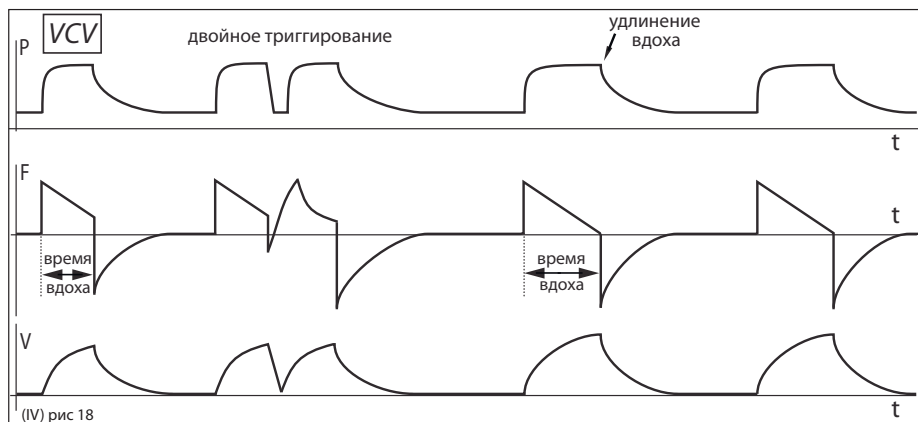 VCV
двойное триггирование
удлинение
вдоха
P
t
F
t
время
вдоха
время
вдоха
V
t
(IV) рис 18